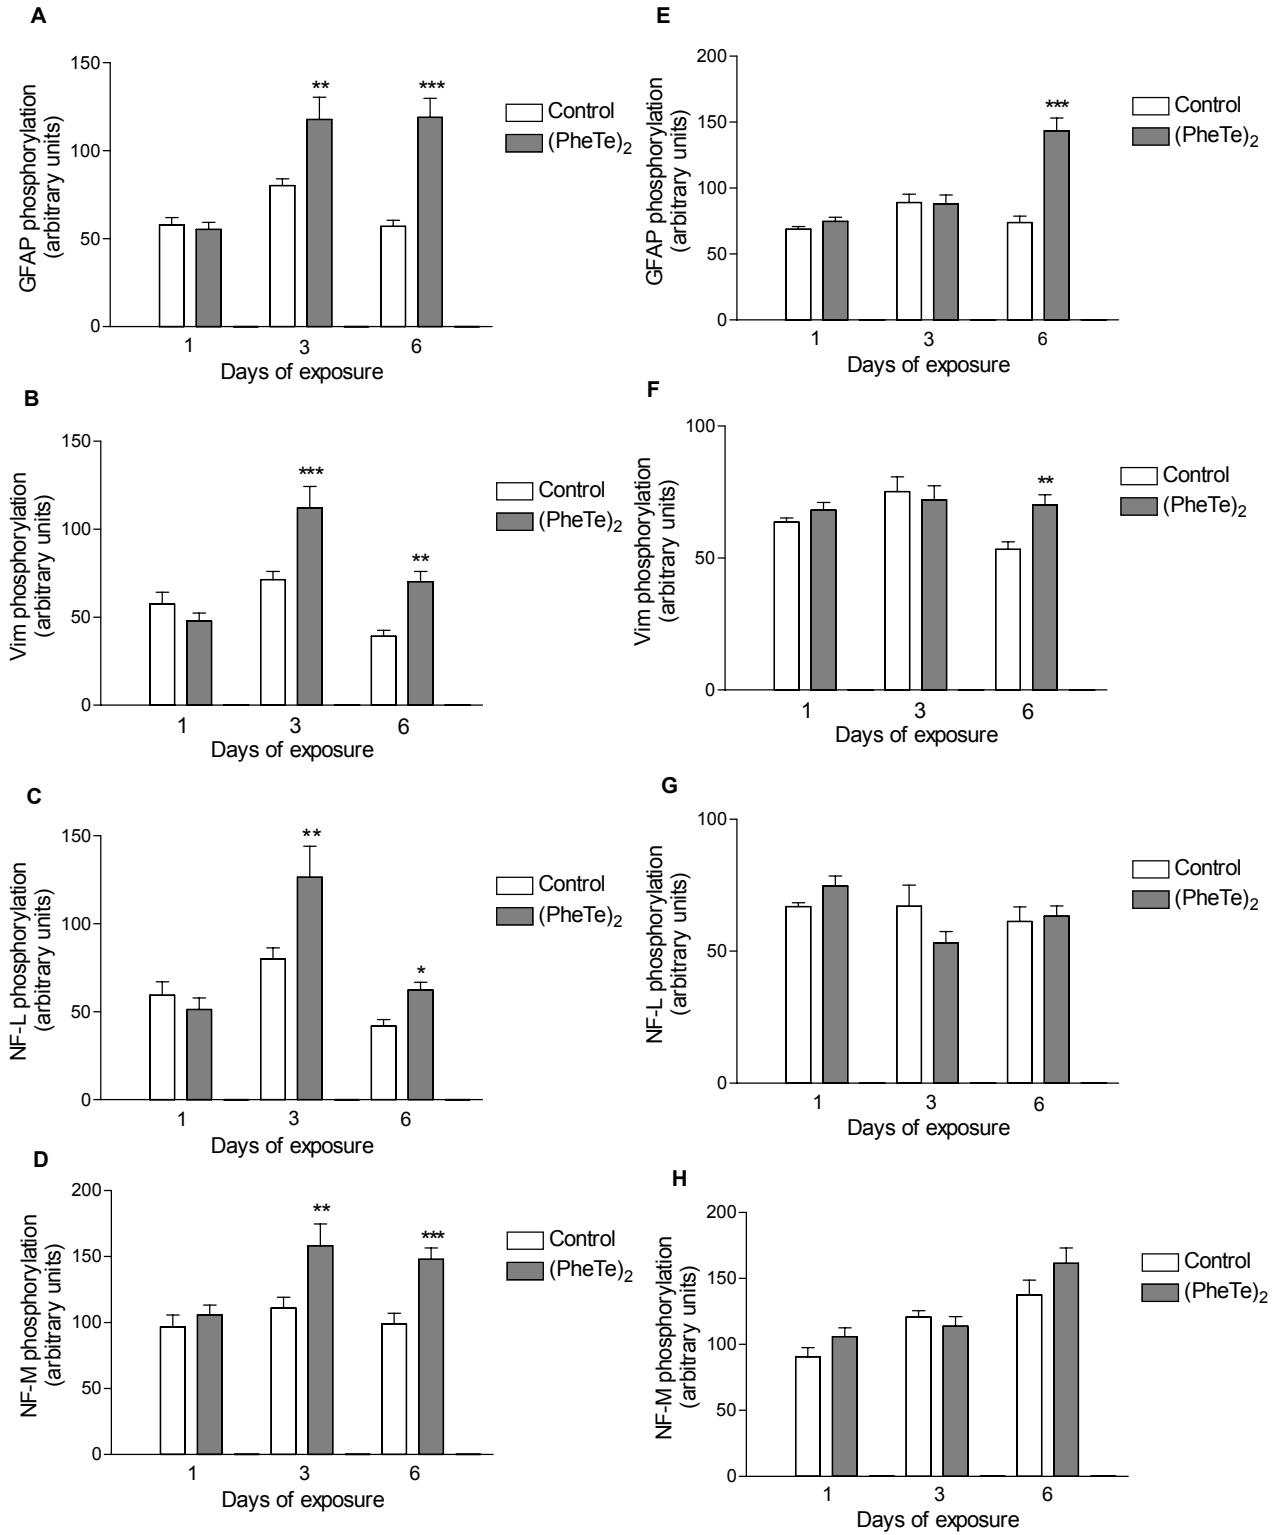 A
GFAP phosphorylation
(arbitrary units)
150
100
50
0
**
***
Control
(PheTe)2
1 3 6
Days of exposure
B
Vim phosphorylation
(arbitrary units)
150
100
50
0
***
**
Control
(PheTe)2
1 3 6
Days of exposure
C
NF-L phosphorylation
(arbitrary units)
150
100
50
0
**
*
Control
(PheTe)2
1 3 6
Days of exposure
D
NF-M phosphorylation
(arbitrary units)
200
150
100
50
0
**
***
Control
(PheTe)2
1 3 6
Days of exposure
E
GFAP phosphorylation
(arbitrary units)
200
150
100
50
0
***
Control
(PheTe)2
1 3 6
Days of exposure
F
Vim phosphorylation
(arbitrary units)
100
50
0
**
Control
(PheTe)2
1 3 6
Days of exposure
G
NF-L phosphorylation
(arbitrary units)
100
50
0
Control
(PheTe)2
1 3 6
Days of exposure
H
NF-M phosphorylation
(arbitrary units)
200
150
100
50
0
Control
(PheTe)2
1 3 6
Days of exposure